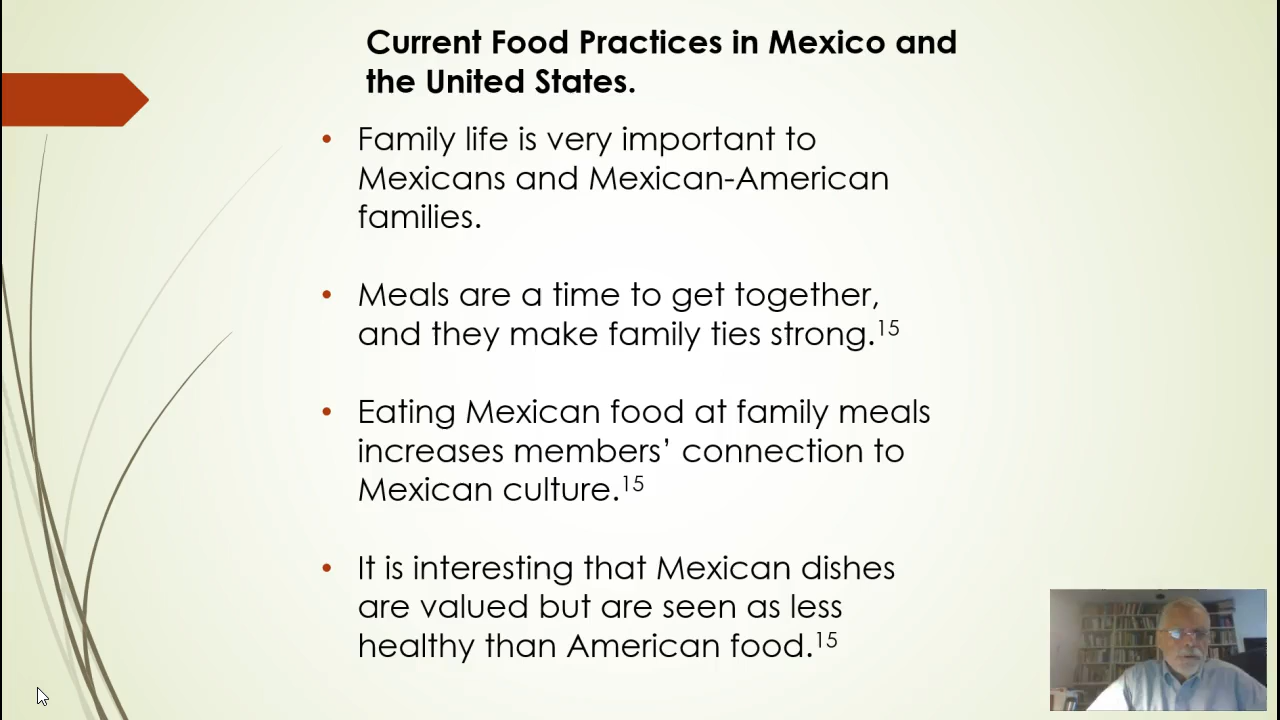 Current Food Practices in Mexico and
the United States.
• Family life is very important to
Mexicans and Mexican-American
families.
• Meals are a time to get together,
and they make family ties strong.¹⁵
• Eating Mexican food at family meals
increases members’ connection to
Mexican culture.¹⁵
• It is interesting that Mexican dishes
are valued but are seen as less
healthy than American food.¹⁵